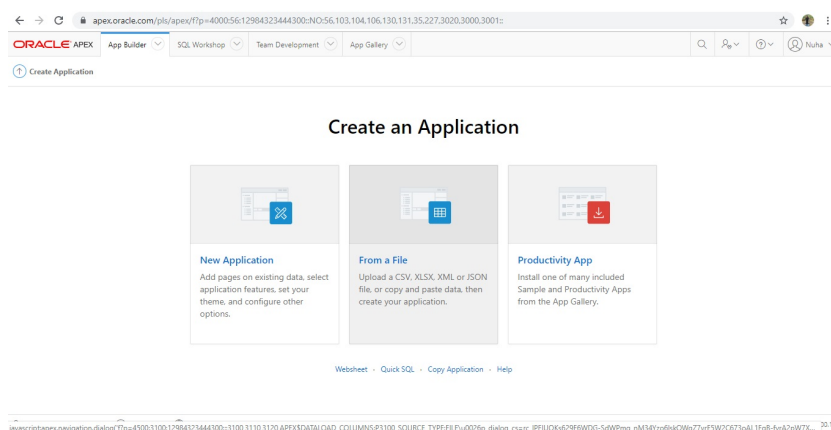 apex.oracle.com/pls/apex/f?p=4000:56:12984323444300::NO:56,103,104,106,130,131,35,227,3020,3000,3001::
ORACLE APEX App Builder SQL Workshop Team Development App Gallery Nuha
Create Application
Create an Application
New Application
Add pages on existing data, select
application features, set your
theme, and configure other
options.
From a File
Upload a CSV, XLSX, XML or JSON
file, or copy and paste data, then
create your application.
Productivity App
Install one of many included
Sample and Productivity Apps
from the App Gallery.
Websheet - Quick SQL - Copy Application - Help